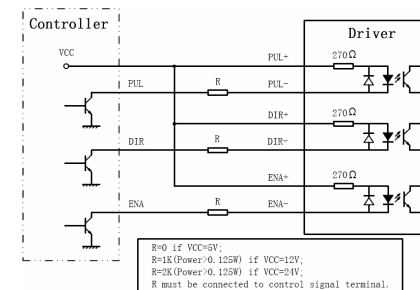 Controller
Driver
VCC
PUL+
270Ω
PUL
R
PUL-
DIR+
270Ω
DIR
R
DIR-
ENA+
270Ω
ENA
R
ENA-
R=0 if VCC=5V;
R=1K(Power>0.125W) if VCC=12V;
R=2K(Power>0.125W) if VCC=24V;
R must be connected to control signal terminal.